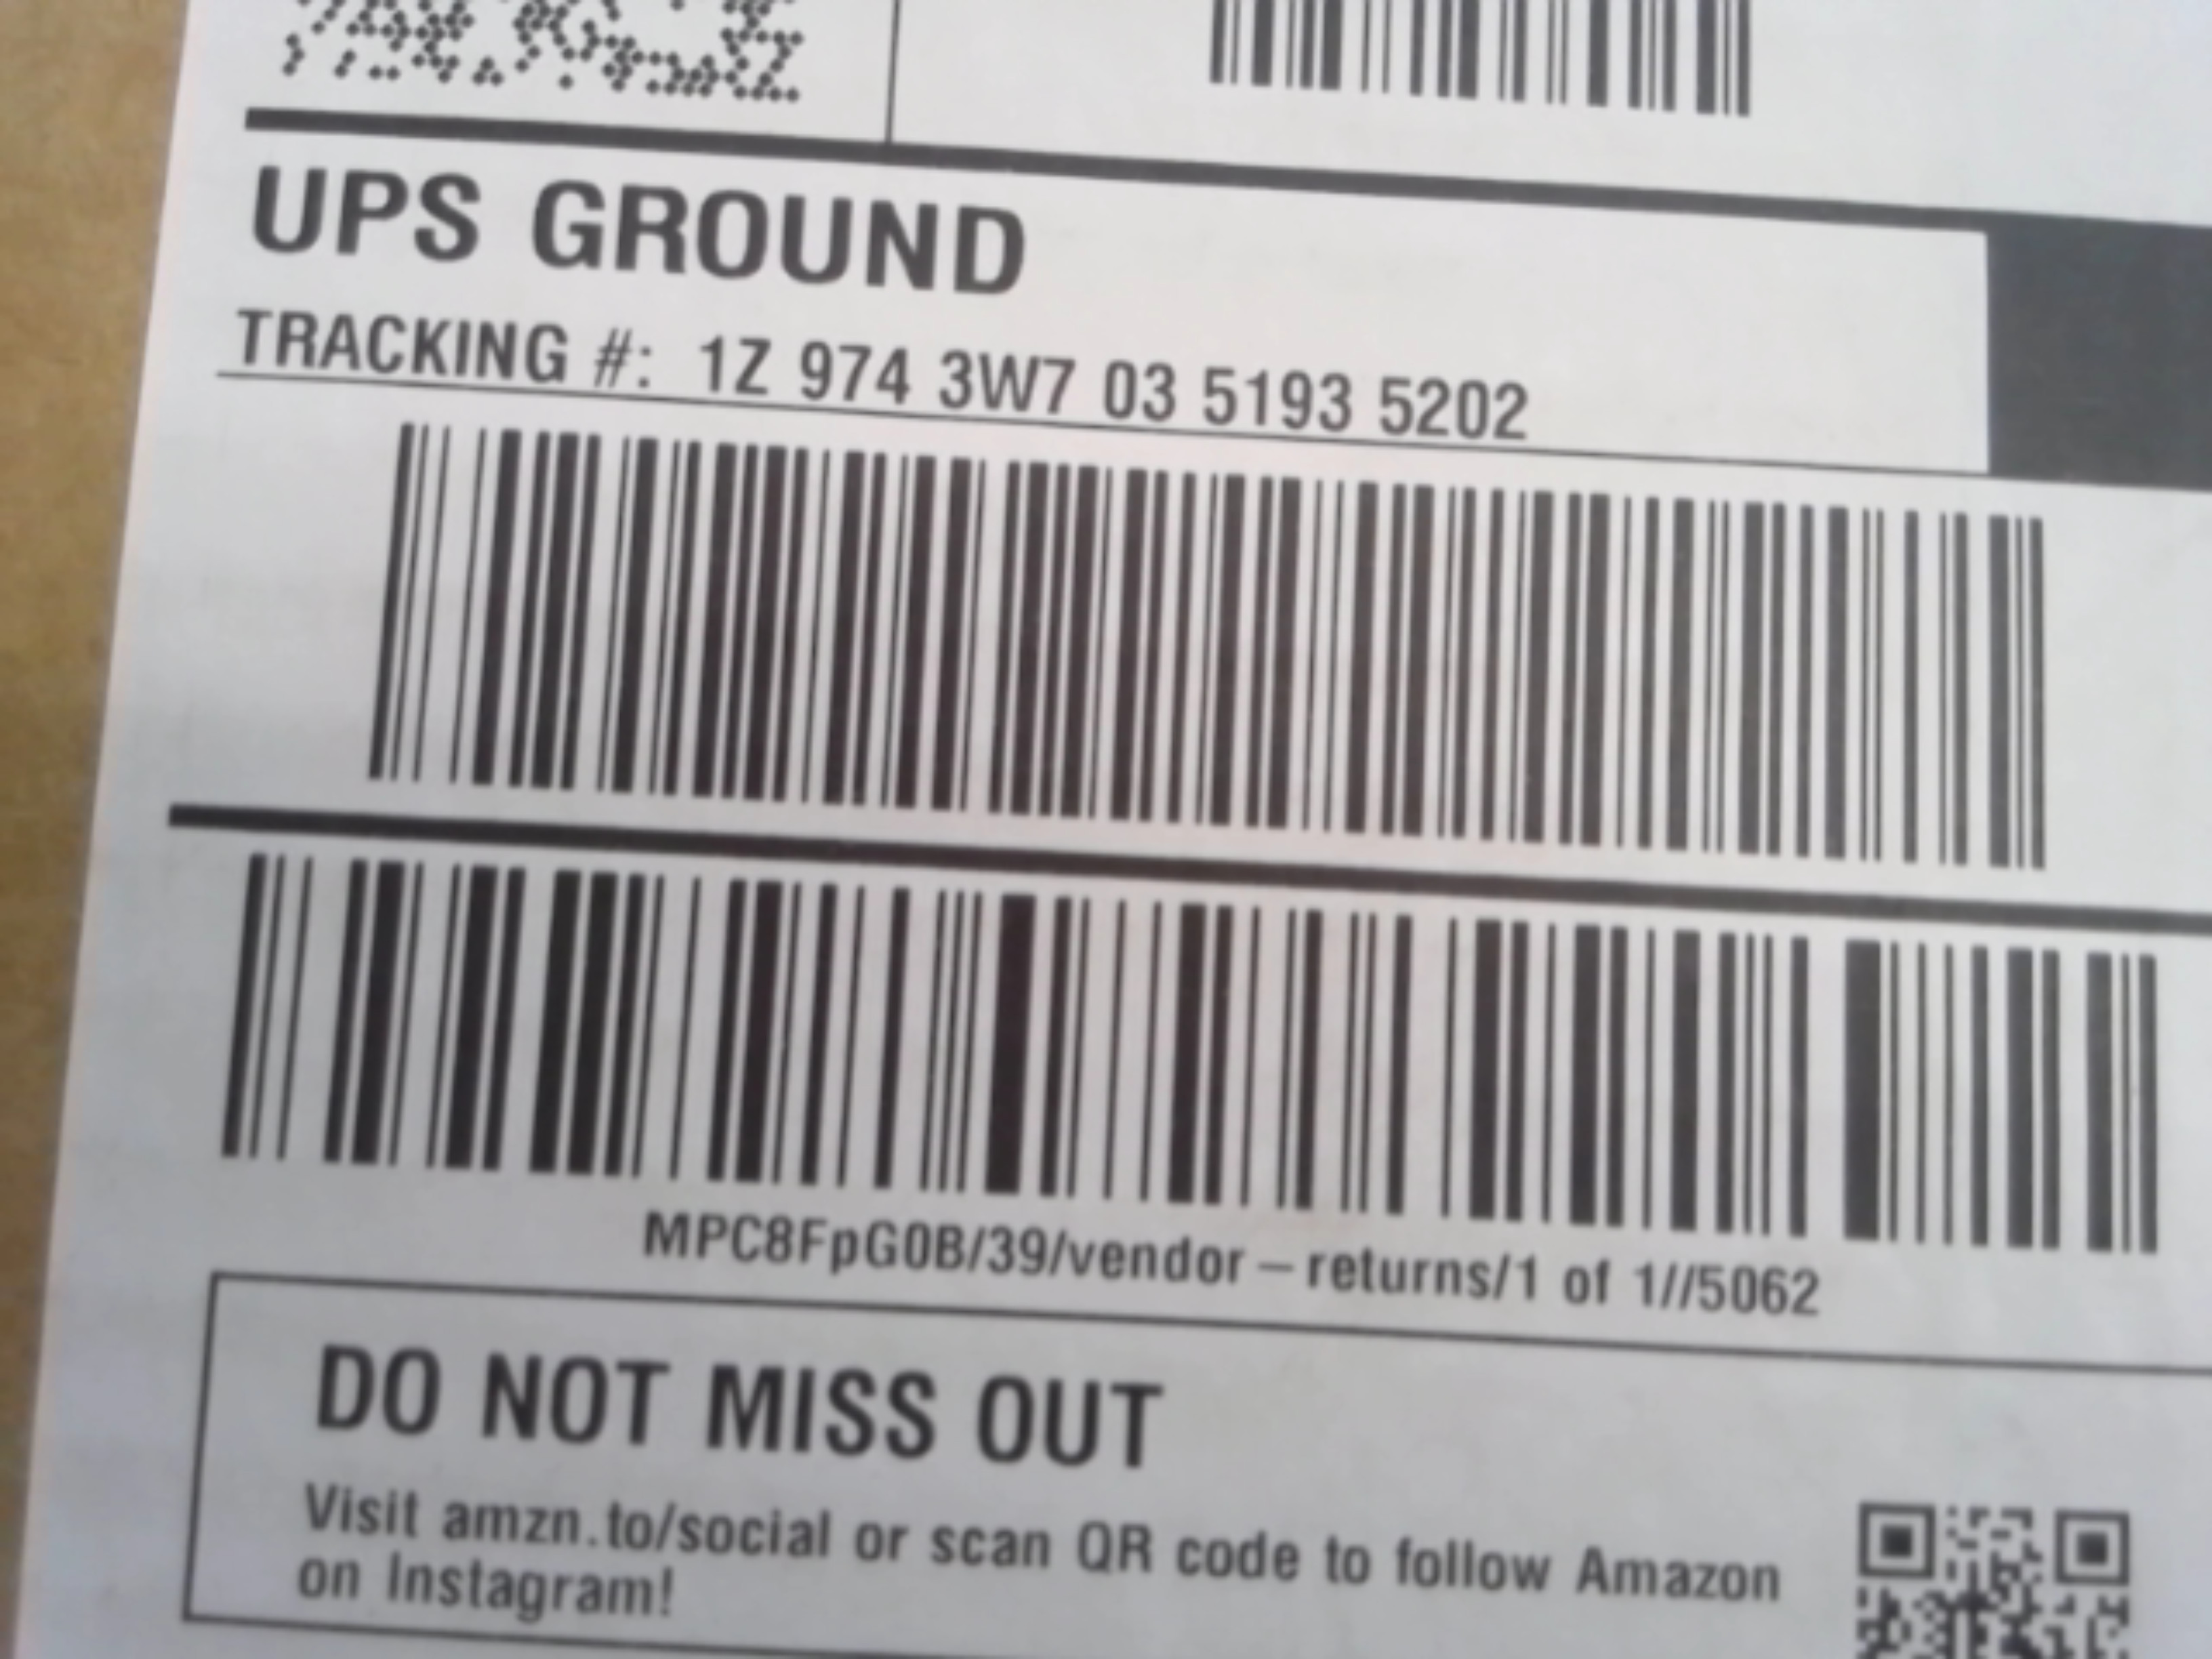 UPS GROUND
TRACKING #: 1Z 974 3W7 03 5193 5202
MPC8FpG0B/39/vendor-returns/1 of 1//5062
DO NOT MISS OUT
Visit amzn.to/social or scan QR code to follow Amazon
on Instagram!